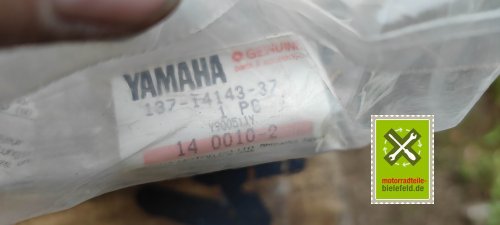 GENUINE
YAMAHA
137-14143-37
1 PC
14 0010-2
motorradteile-
bielefeld.de